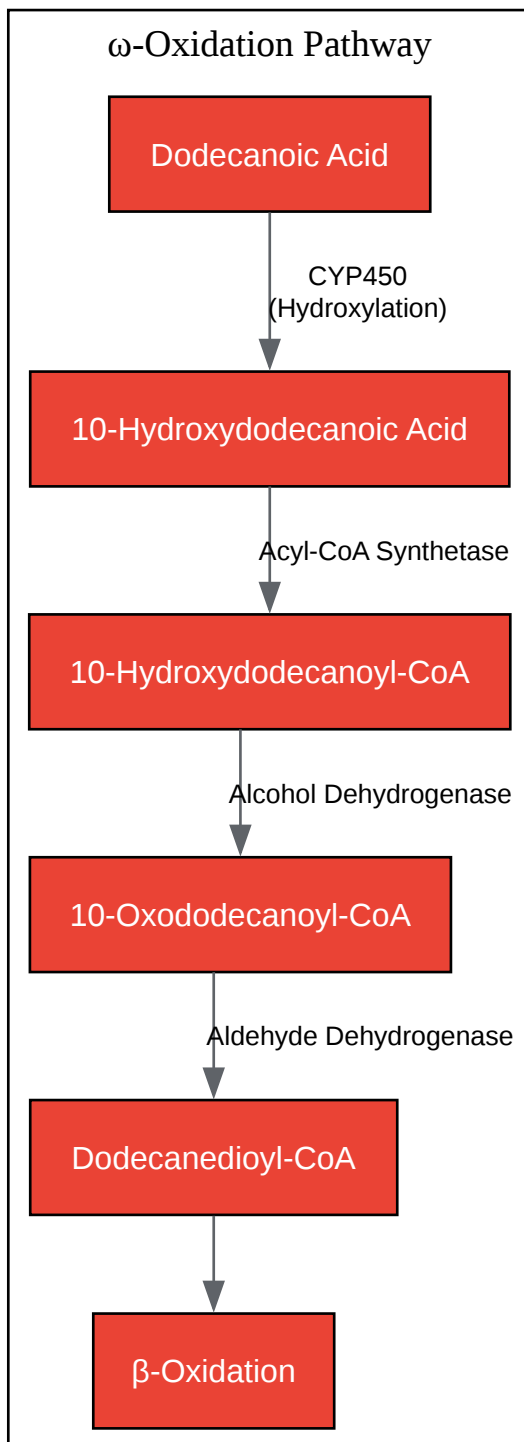 ω-Oxidation Pathway
Dodecanoic Acid
CYP450
(Hydroxylation)
10-Hydroxydodecanoic Acid
Acyl-CoA Synthetase
10-Hydroxydodecanoyl-CoA
Alcohol Dehydrogenase
10-Oxododecanoyl-CoA
Aldehyde Dehydrogenase
Dodecanedioyl-CoA
β-Oxidation